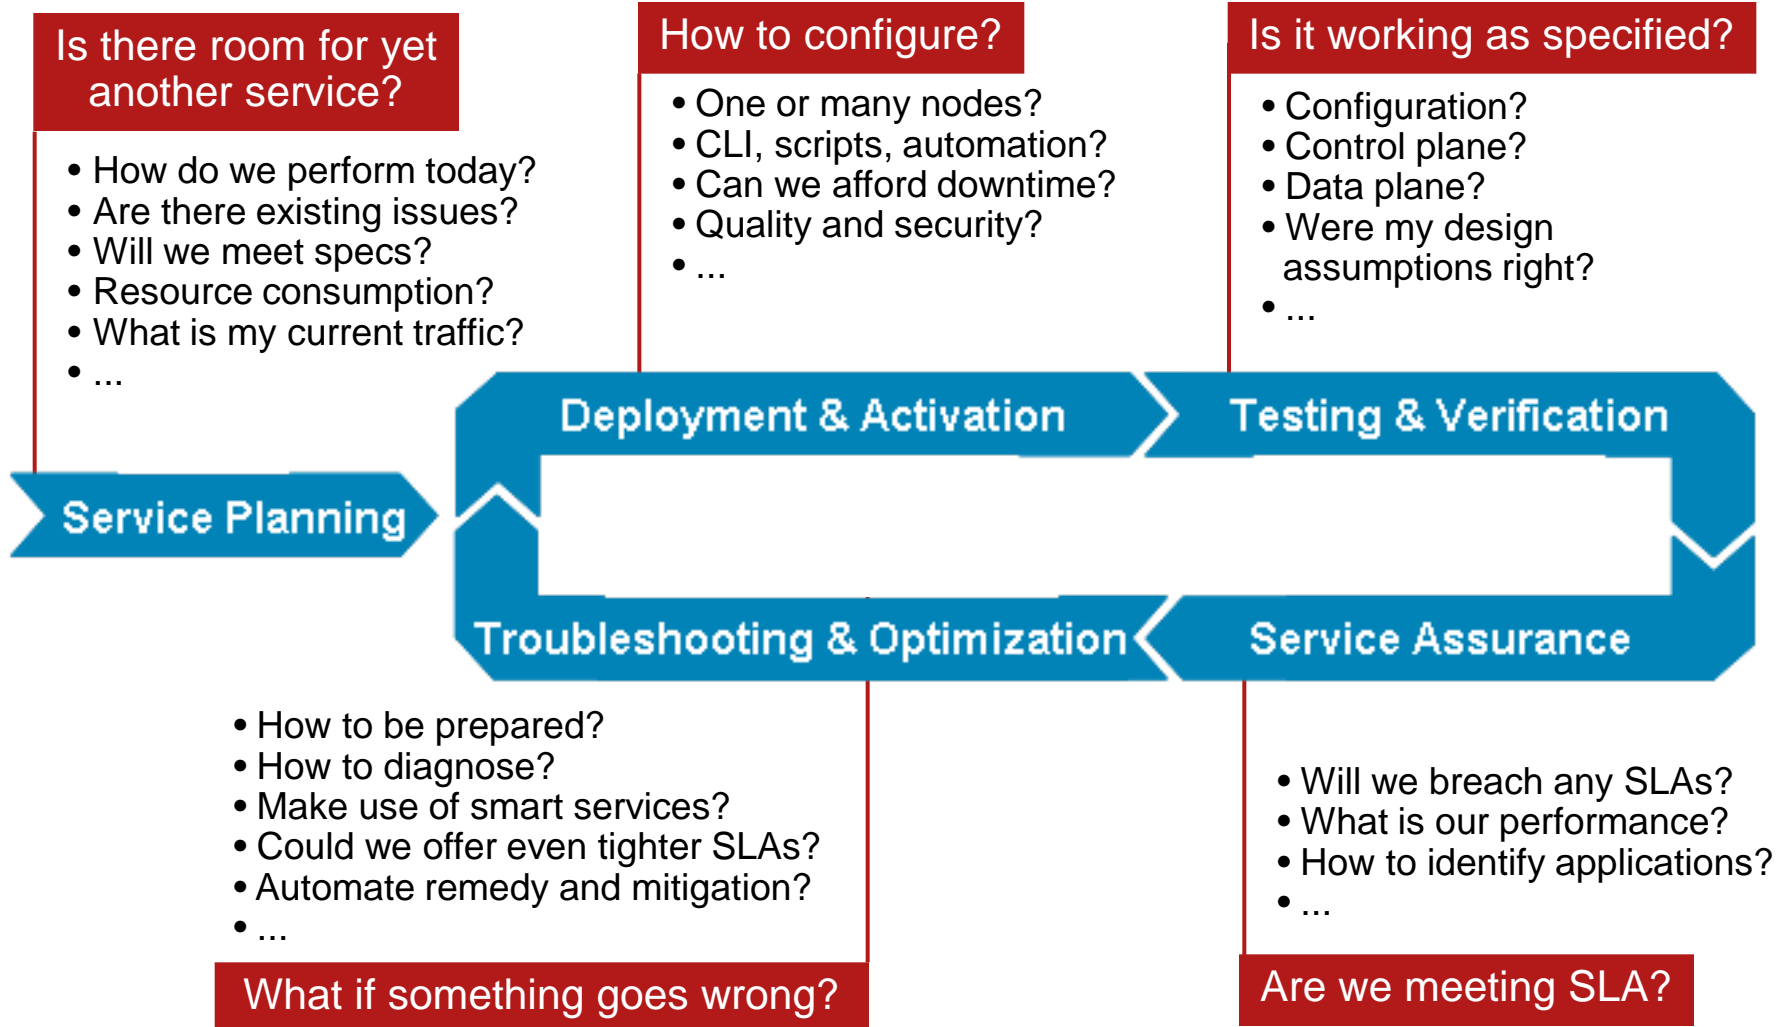 Is there room for yet
another service?
• How do we perform today?
• Are there existing issues?
• Will we meet specs?
• Resource consumption?
• What is my current traffic?
• ...
How to configure?
• One or many nodes?
• CLI, scripts, automation?
• Can we afford downtime?
• Quality and security?
• ...
Is it working as specified?
• Configuration?
• Control plane?
• Data plane?
• Were my design
assumptions right?
• ...
Service Planning
Deployment & Activation
Testing & Verification
Troubleshooting & Optimization
Service Assurance
• How to be prepared?
• How to diagnose?
• Make use of smart services?
• Could we offer even tighter SLAs?
• Automate remedy and mitigation?
• ...
What if something goes wrong?
• Will we breach any SLAs?
• What is our performance?
• How to identify applications?
• ...
Are we meeting SLA?